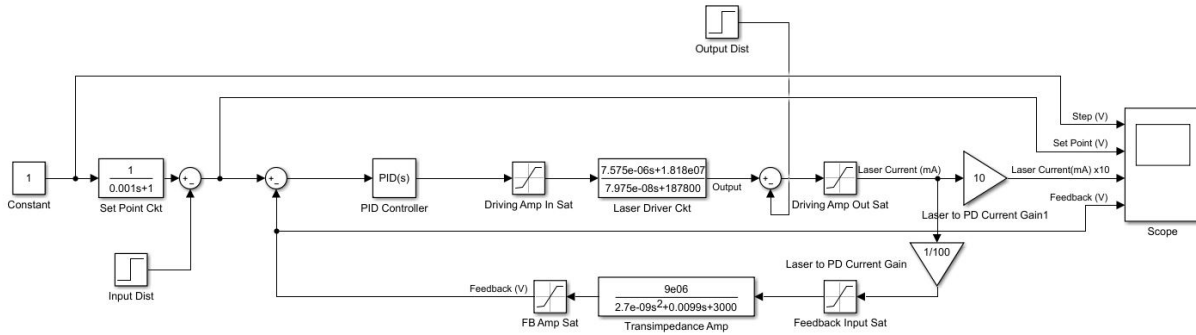 Output Dist
Step (V)
Set Point (V)
1
Constant
1
0.001s+1
Set Point Ckt
+
−
+
−
PID(s)
PID Controller
Driving Amp In Sat
7.575e-06s+1.818e07
7.975e-08s+187800
Laser Driver Ckt
Output
+
−
Driving Amp Out Sat
Laser Current (mA)
10
Laser to PD Current Gain1
Laser Current(mA) x10
Feedback (V)
Scope
Input Dist
Laser to PD Current Gain
1/100
Feedback (V)
FB Amp Sat
9e06
2.7e-09s²+0.0099s+3000
Transimpedance Amp
Feedback Input Sat